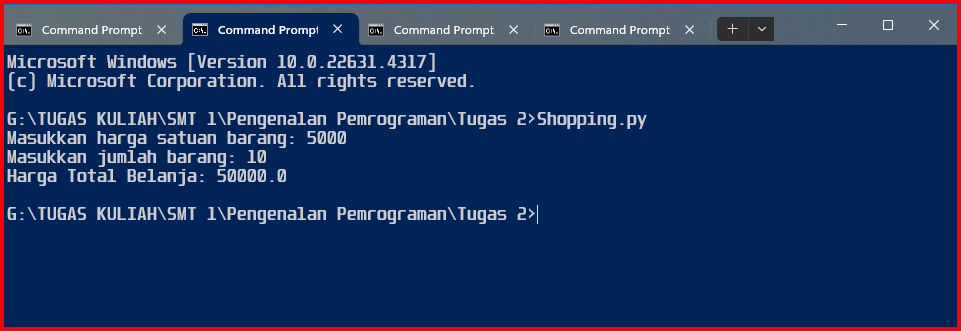 Command Prompt
Command Prompt
Command Prompt
Command Prompt
Microsoft Windows [Version 10.0.22631.4317]
(c) Microsoft Corporation. All rights reserved.
G:\TUGAS KULIAH\SMT 1\Pengenalan Pemrograman\Tugas 2>Shopping.py
Masukkan harga satuan barang: 5000
Masukkan jumlah barang: 10
Harga Total Belanja: 50000.0
G:\TUGAS KULIAH\SMT 1\Pengenalan Pemrograman\Tugas 2>